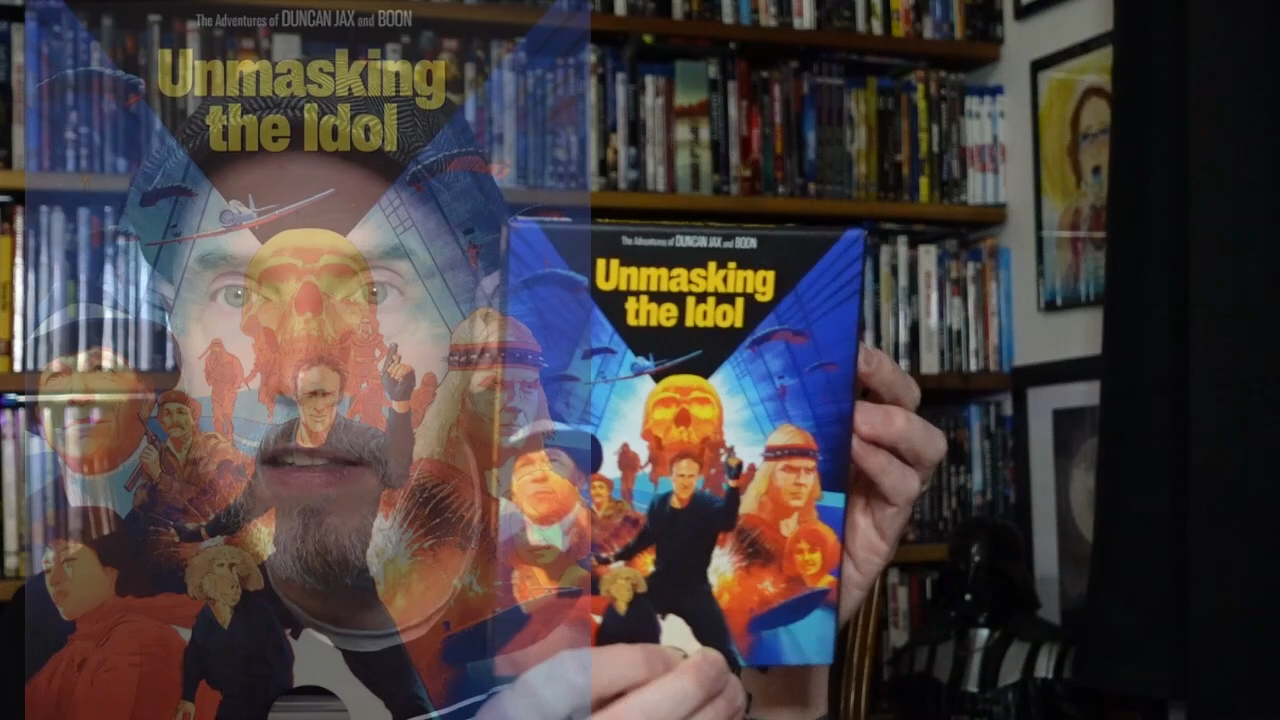 The Adventures of DUNCAN JAX and BOON
Unmasking
the Idol
The Adventures of DUNCAN JAX and BOON
Unmasking
the Idol